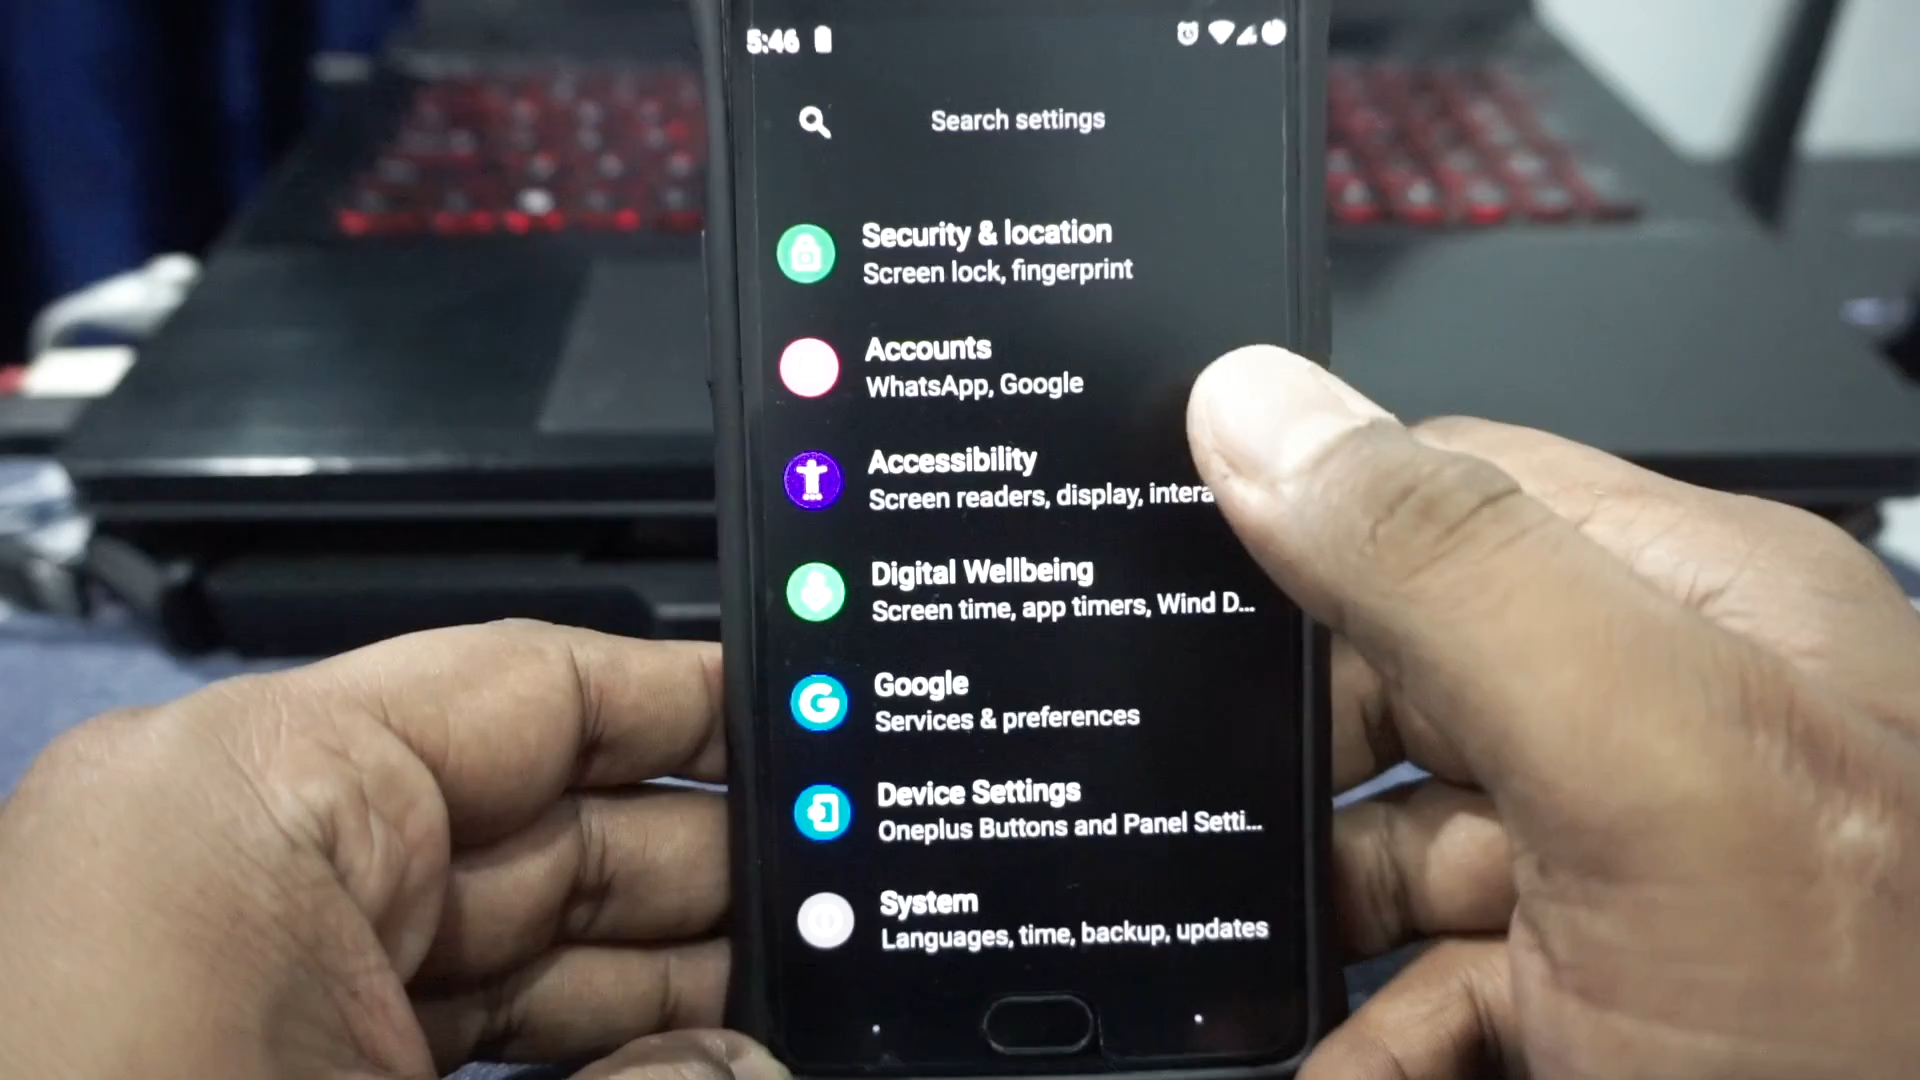 5:46
Search settings
Security & location
Screen lock, fingerprint
Accounts
WhatsApp, Google
Accessibility
Screen readers, display, intera
Digital Wellbeing
Screen time, app timers, Wind D...
Google
Services & preferences
Device Settings
Oneplus Buttons and Panel Setti...
System
Languages, time, backup, updates